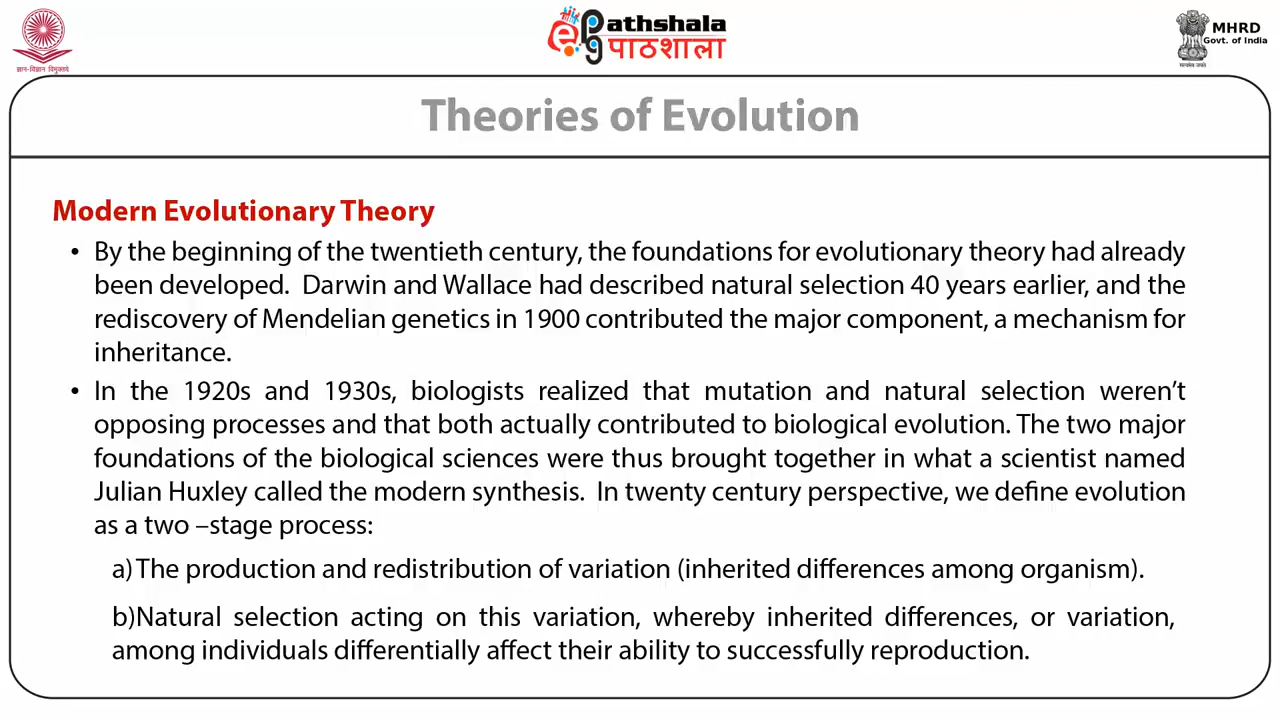 ePG Pathshala
पाठशाला
MHRD
Govt. of India
ज्ञान-विज्ञान विमुक्तये
सत्यमेव जयते
Theories of Evolution
Modern Evolutionary Theory
• By the beginning of the twentieth century, the foundations for evolutionary theory had already
been developed. Darwin and Wallace had described natural selection 40 years earlier, and the
rediscovery of Mendelian genetics in 1900 contributed the major component, a mechanism for
inheritance.
• In the 1920s and 1930s, biologists realized that mutation and natural selection weren’t
opposing processes and that both actually contributed to biological evolution. The two major
foundations of the biological sciences were thus brought together in what a scientist named
Julian Huxley called the modern synthesis. In twenty century perspective, we define evolution
as a two –stage process:
a) The production and redistribution of variation (inherited differences among organism).
b)Natural selection acting on this variation, whereby inherited differences, or variation,
among individuals differentially affect their ability to successfully reproduction.